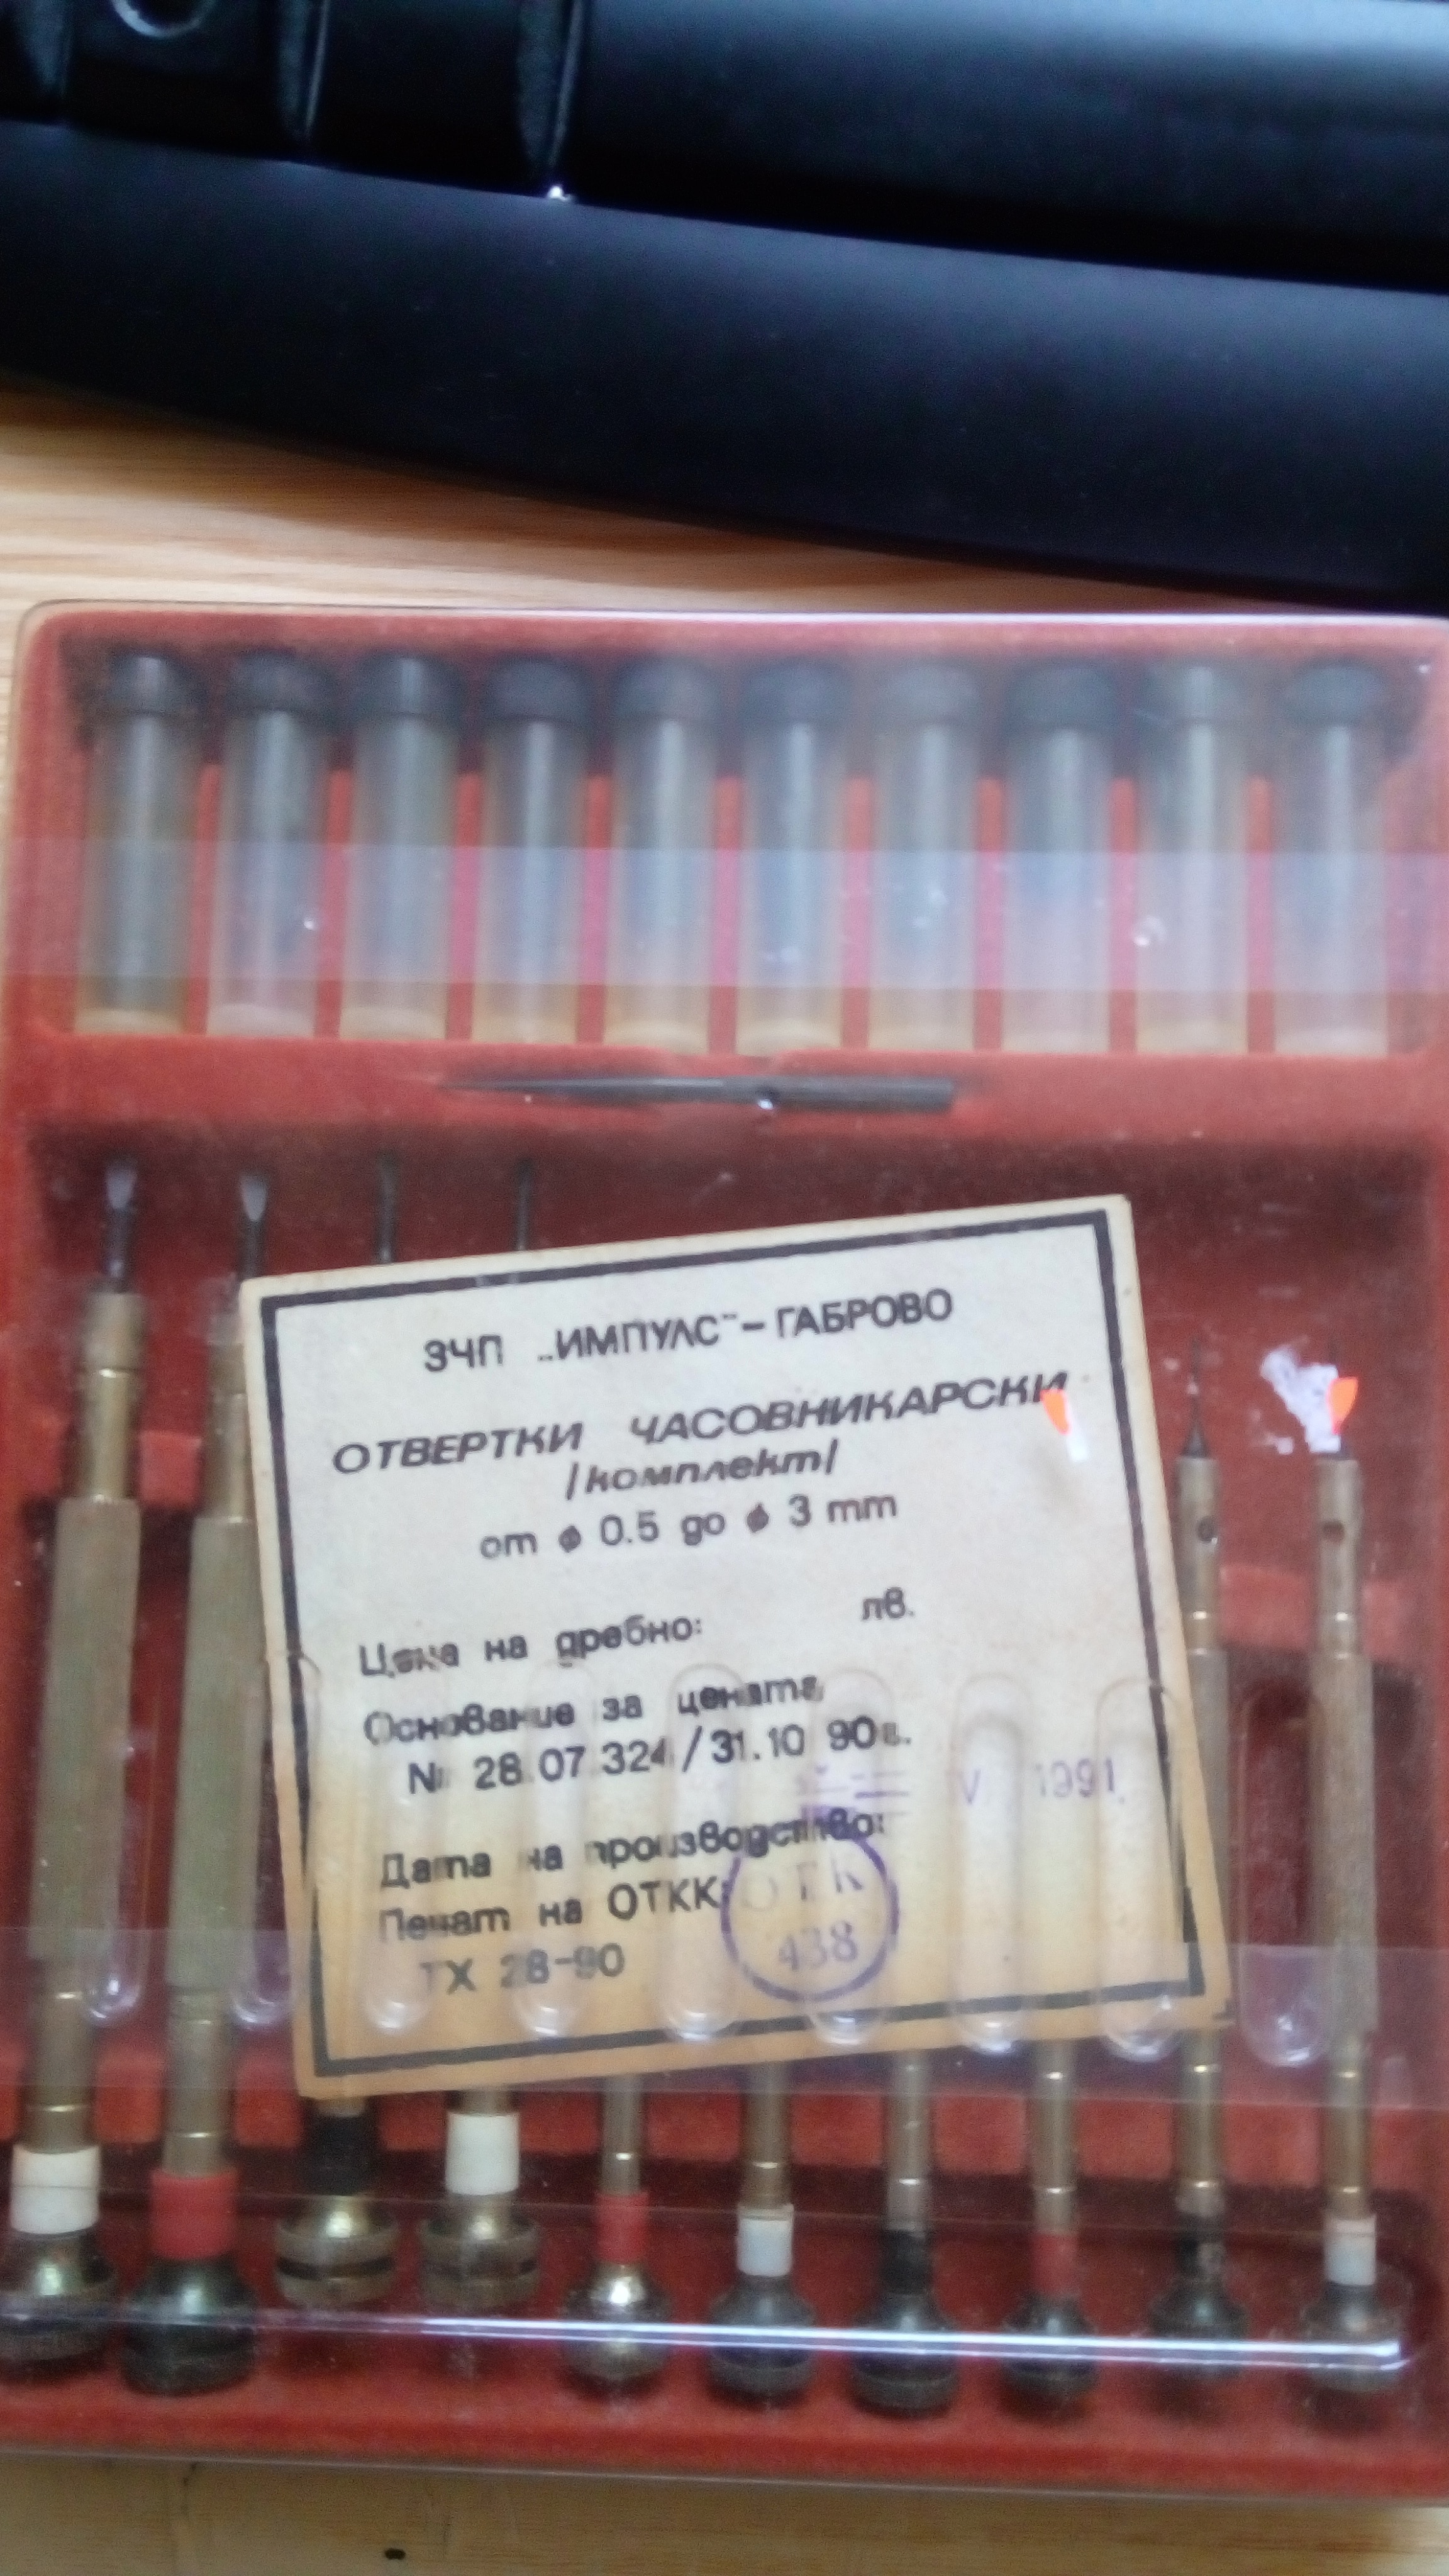 ЗЧП „ИМПУЛС" – ГАБРОВО
ОТВЕРТКИ ЧАСОВНИКАРСКИ
/комплект/
от ⌀ 0.5 до ⌀ 3 mm
Цена на дребно: лв.
Основание за цената
№ 28.07.324/31.10 90г.
V 1991.
Дата на производство:
Печат на ОТКК
ТХ 28-90
ОТК
438